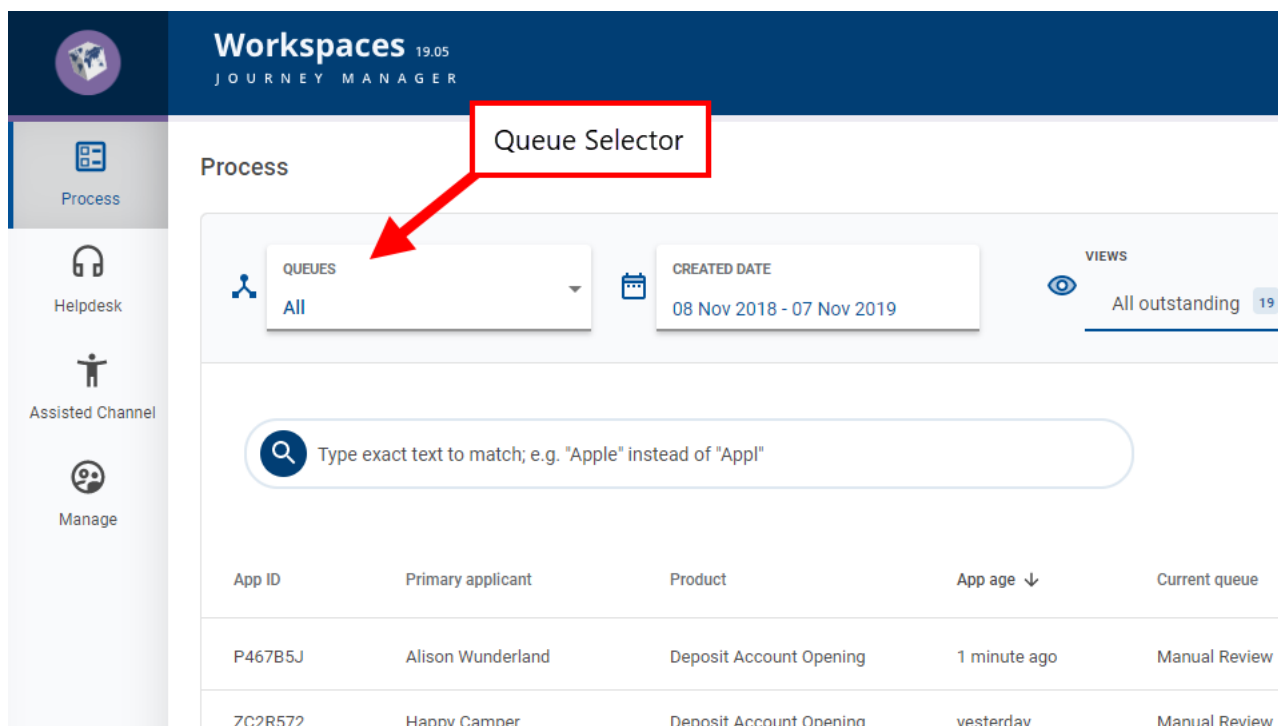 Workspaces 19.05
JOURNEY MANAGER
Queue Selector
Process
Helpdesk
Assisted Channel
Manage
Process
QUEUES
All
CREATED DATE
08 Nov 2018 - 07 Nov 2019
VIEWS
All outstanding 19
Type exact text to match; e.g. "Apple" instead of "Appl"
App ID Primary applicant Product App age Current queue
P467B5J Alison Wunderland Deposit Account Opening 1 minute ago Manual Review
ZC2R572 Happy Camper Deposit Account Opening yesterday Manual Review